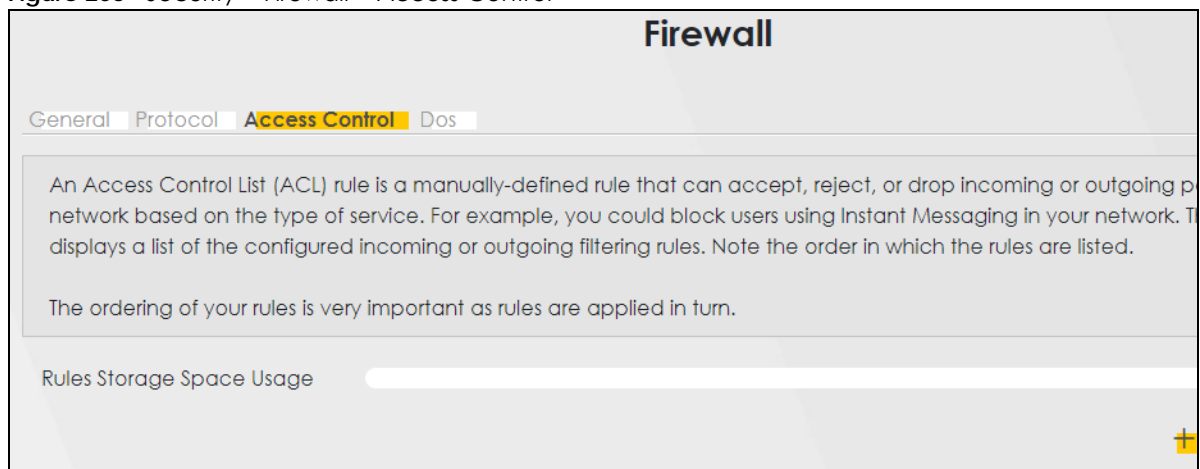 Firewall
General Protocol Access Control Dos
An Access Control List (ACL) rule is a manually-defined rule that can accept, reject, or drop incoming or outgoing
network based on the type of service. For example, you could block users using Instant Messaging in your network.
displays a list of the configured incoming or outgoing filtering rules. Note the order in which the rules are listed.
The ordering of your rules is very important as rules are applied in turn.
Rules Storage Space Usage
+